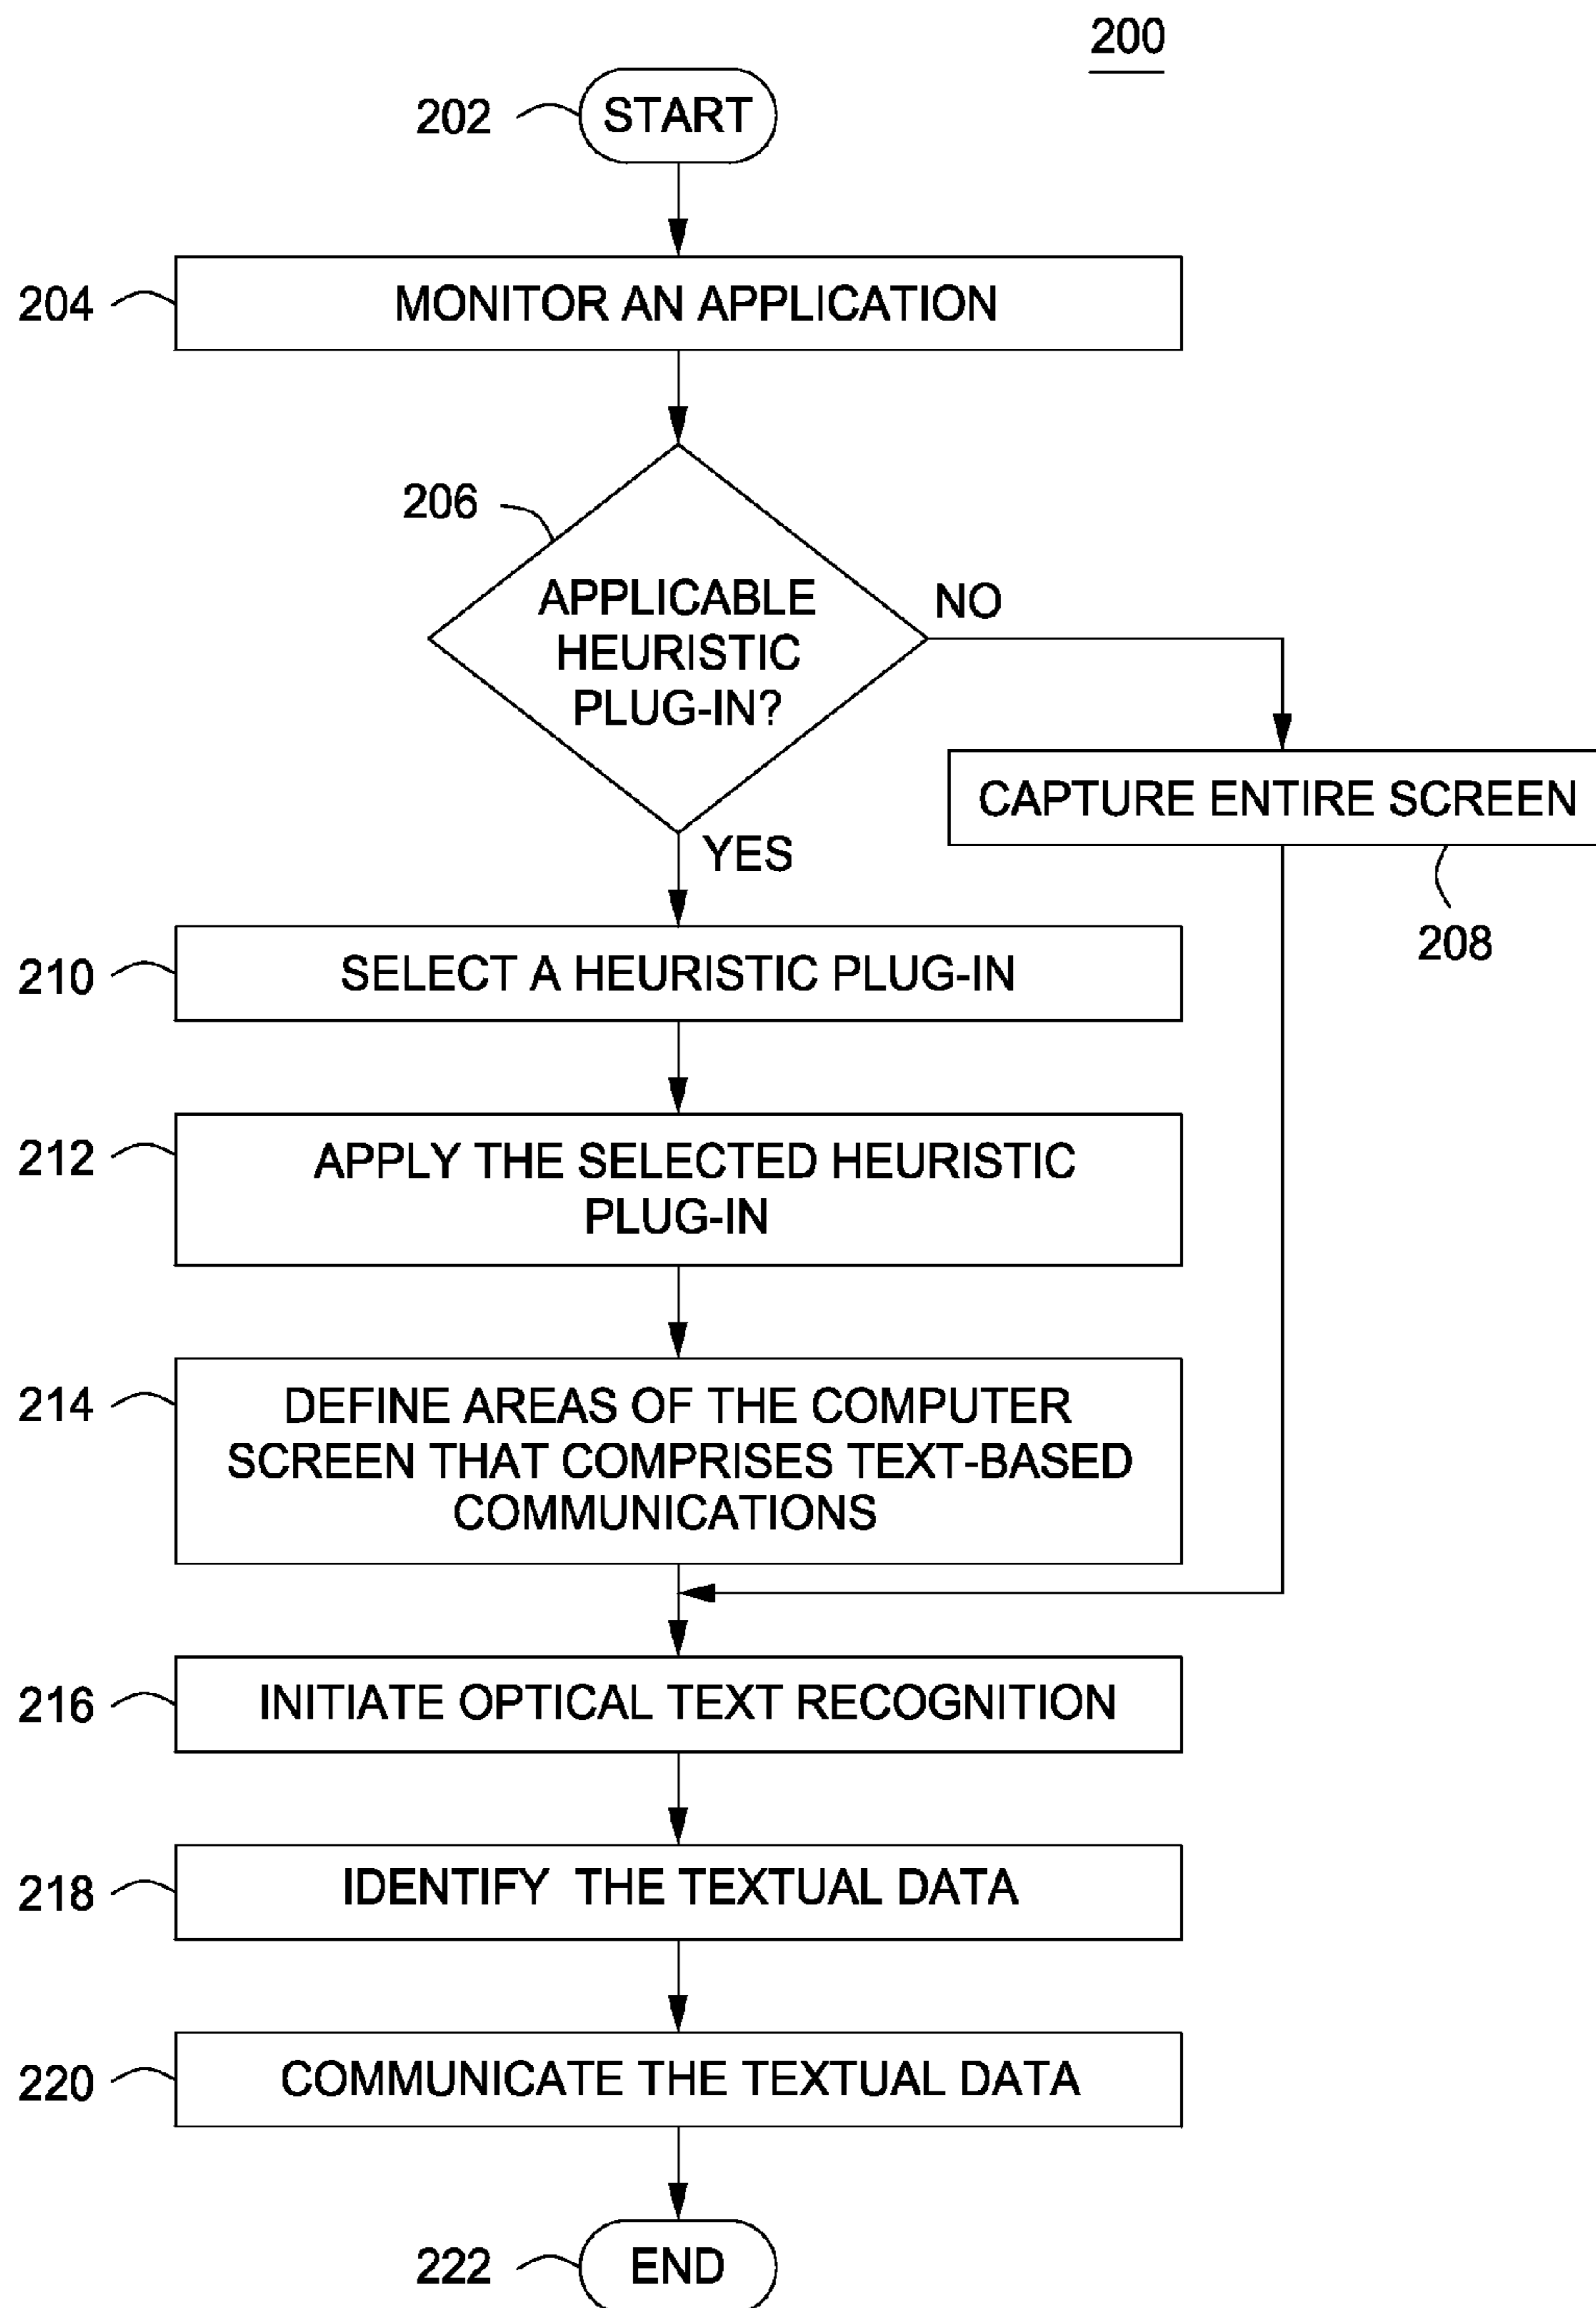 200
202
START
204
MONITOR AN APPLICATION
206
APPLICABLE
HEURISTIC
PLUG-IN?
NO
CAPTURE ENTIRE SCREEN
208
YES
210
SELECT A HEURISTIC PLUG-IN
212
APPLY THE SELECTED HEURISTIC
PLUG-IN
214
DEFINE AREAS OF THE COMPUTER
SCREEN THAT COMPRISES TEXT-BASED
COMMUNICATIONS
216
INITIATE OPTICAL TEXT RECOGNITION
218
IDENTIFY THE TEXTUAL DATA
220
COMMUNICATE THE TEXTUAL DATA
222
END